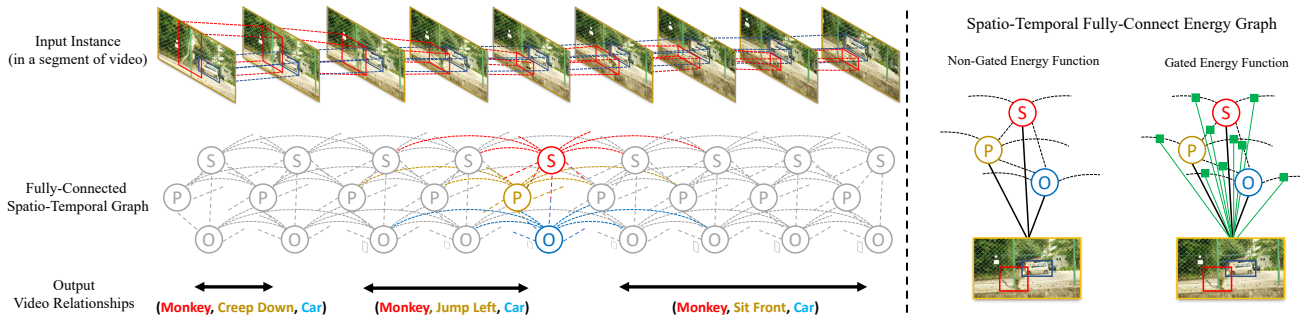 Input Instance
(in a segment of video)
Fully-Connected
Spatio-Temporal Graph
S S S S S S S S S
P P P P P P P P P
O O O O O O O O O
Output
Video Relationships
(Monkey, Creep Down, Car)
(Monkey, Jump Left, Car)
(Monkey, Sit Front, Car)
Spatio-Temporal Fully-Connect Energy Graph
Non-Gated Energy Function
S
P
O
Gated Energy Function
S
P
O